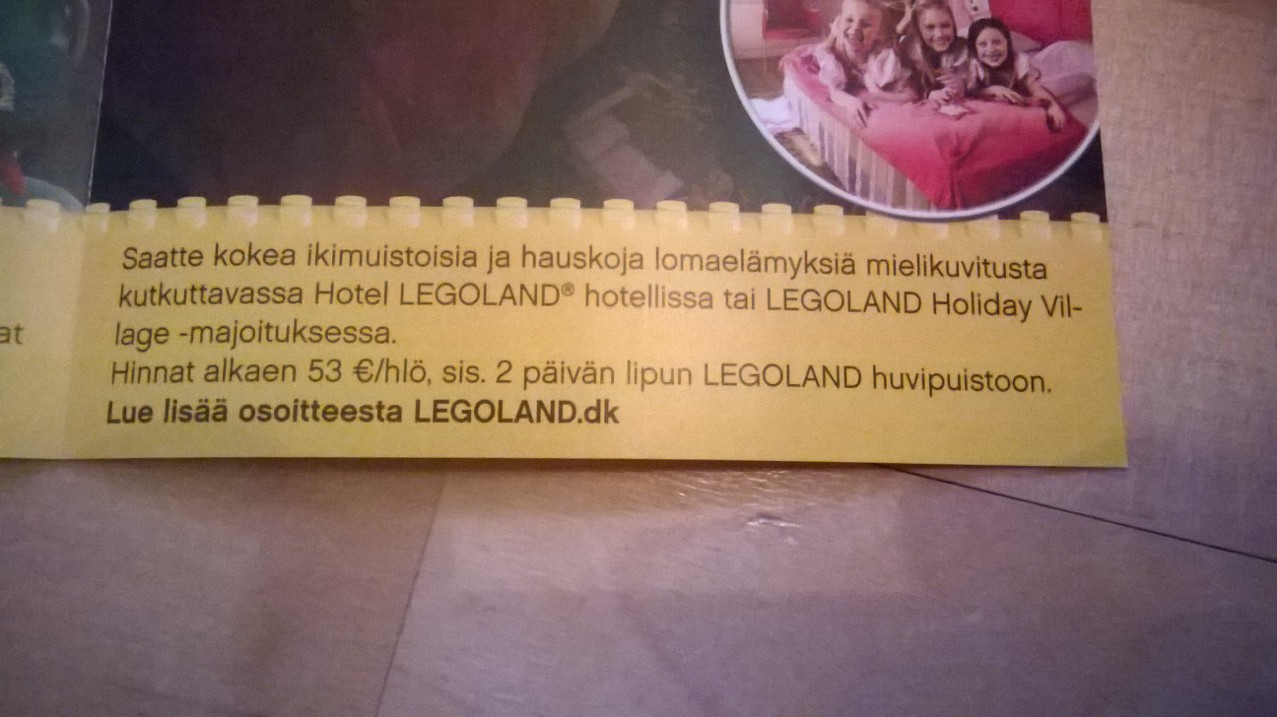 Saatte kokea ikimuistoisia ja hauskoja lomaelämyksiä mielikuvitusta
kutkuttavassa Hotel LEGOLAND® hotellissa tai LEGOLAND Holiday Vil-
lage -majoituksessa.
at
Hinnat alkaen 53 €/hlö, sis. 2 päivän lipun LEGOLAND huvipuistoon.
Lue lisää osoitteesta LEGOLAND.dk